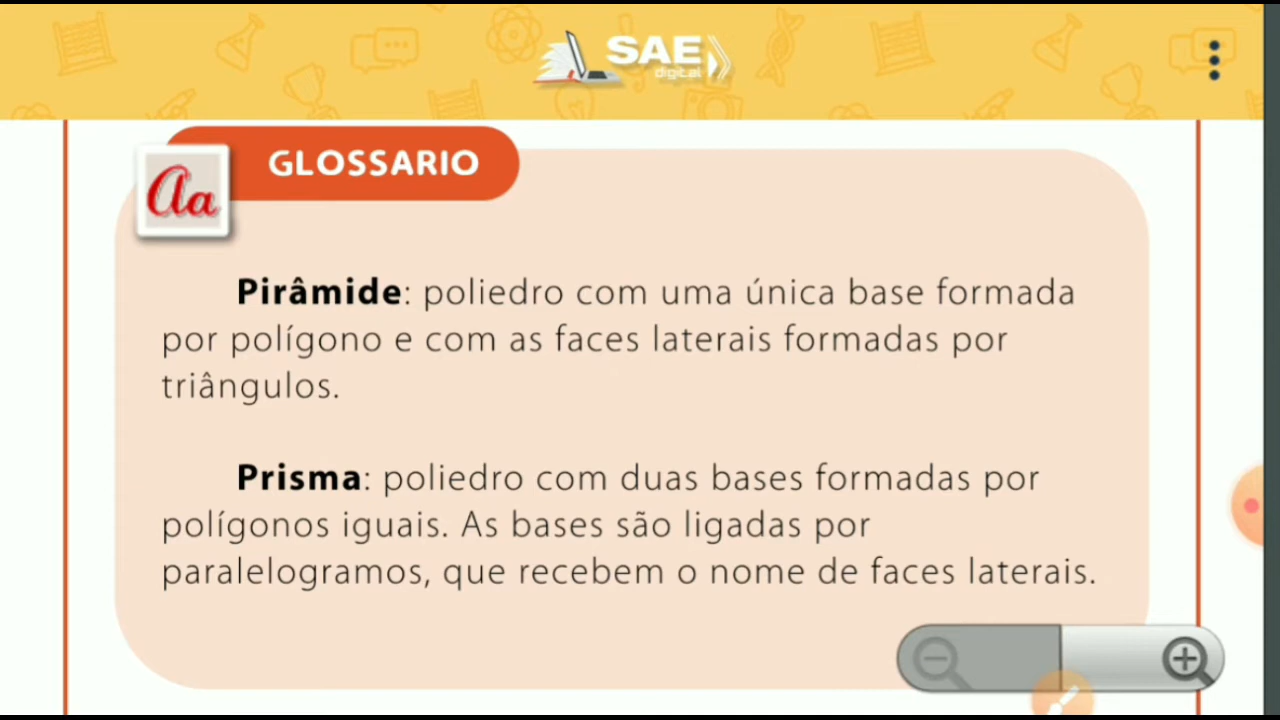 SAE
digital
Aa
GLOSSARIO
Pirâmide: poliedro com uma única base formada
por polígono e com as faces laterais formadas por
triângulos.
Prisma: poliedro com duas bases formadas por
polígonos iguais. As bases são ligadas por
paralelogramos, que recebem o nome de faces laterais.